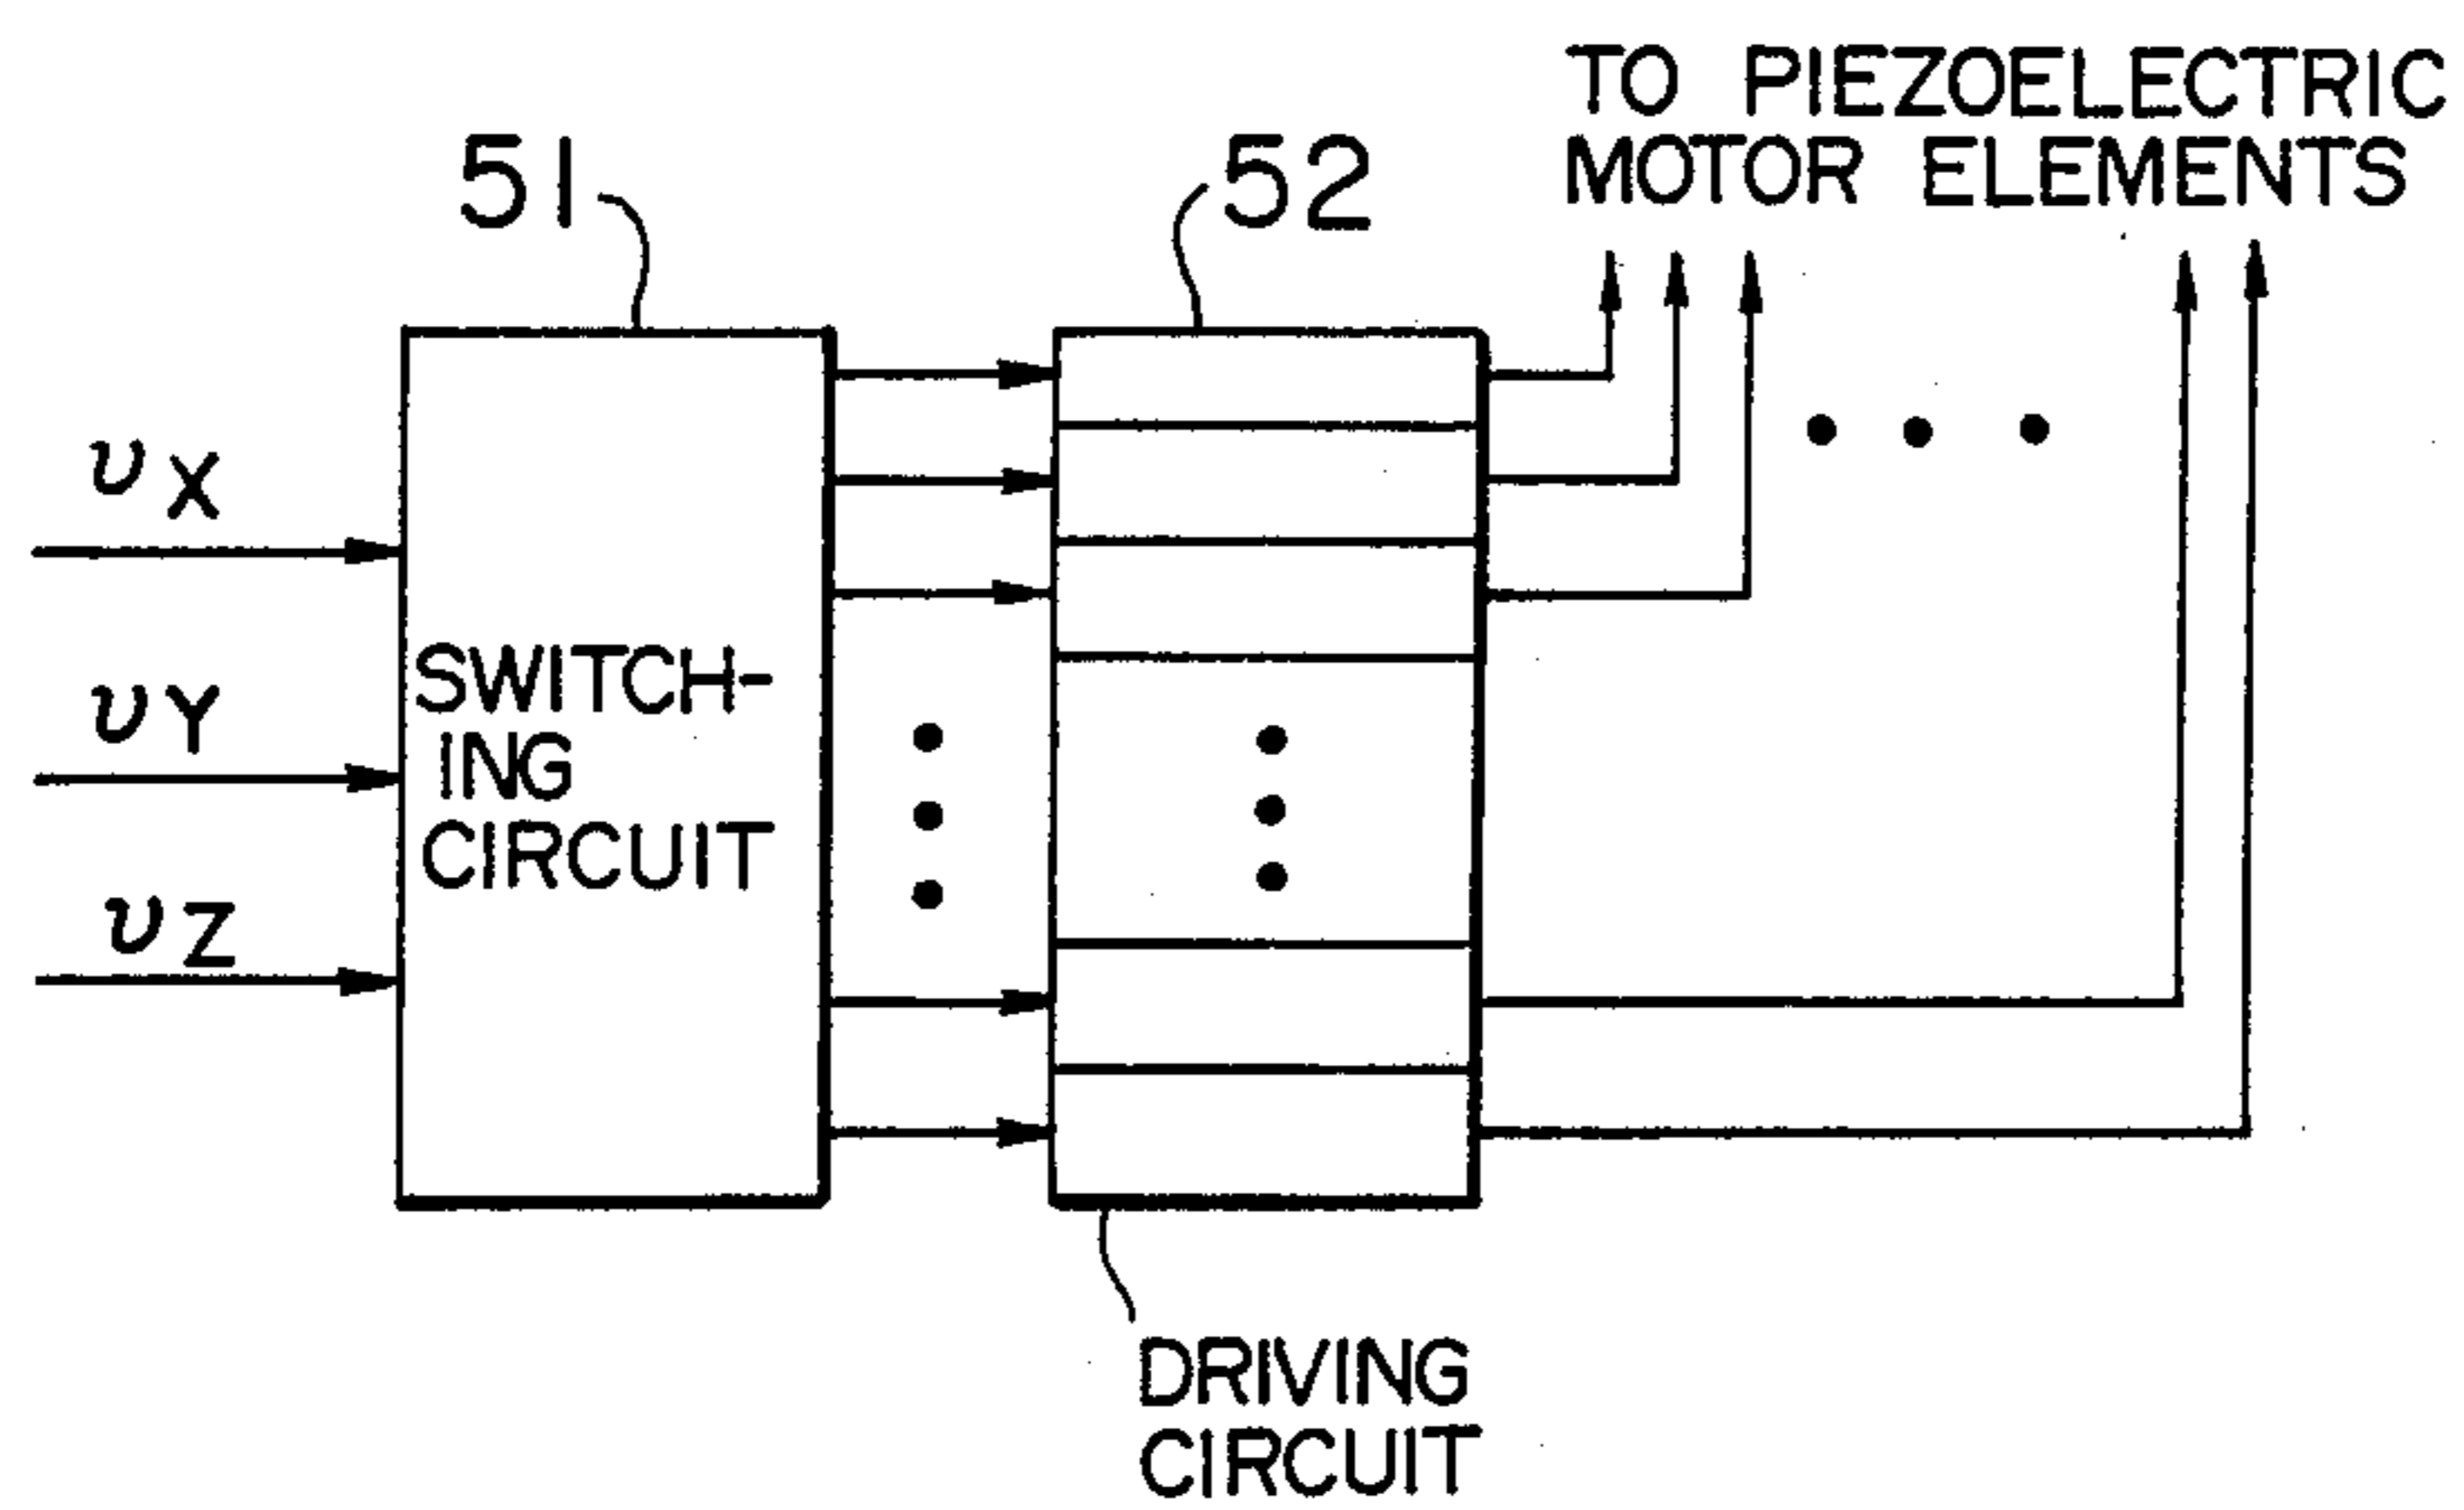 TO PIEZOELECTRIC
MOTOR ELEMENTS
51
52
υX
υY
υZ
SWITCH-
ING
CIRCUIT
DRIVING
CIRCUIT